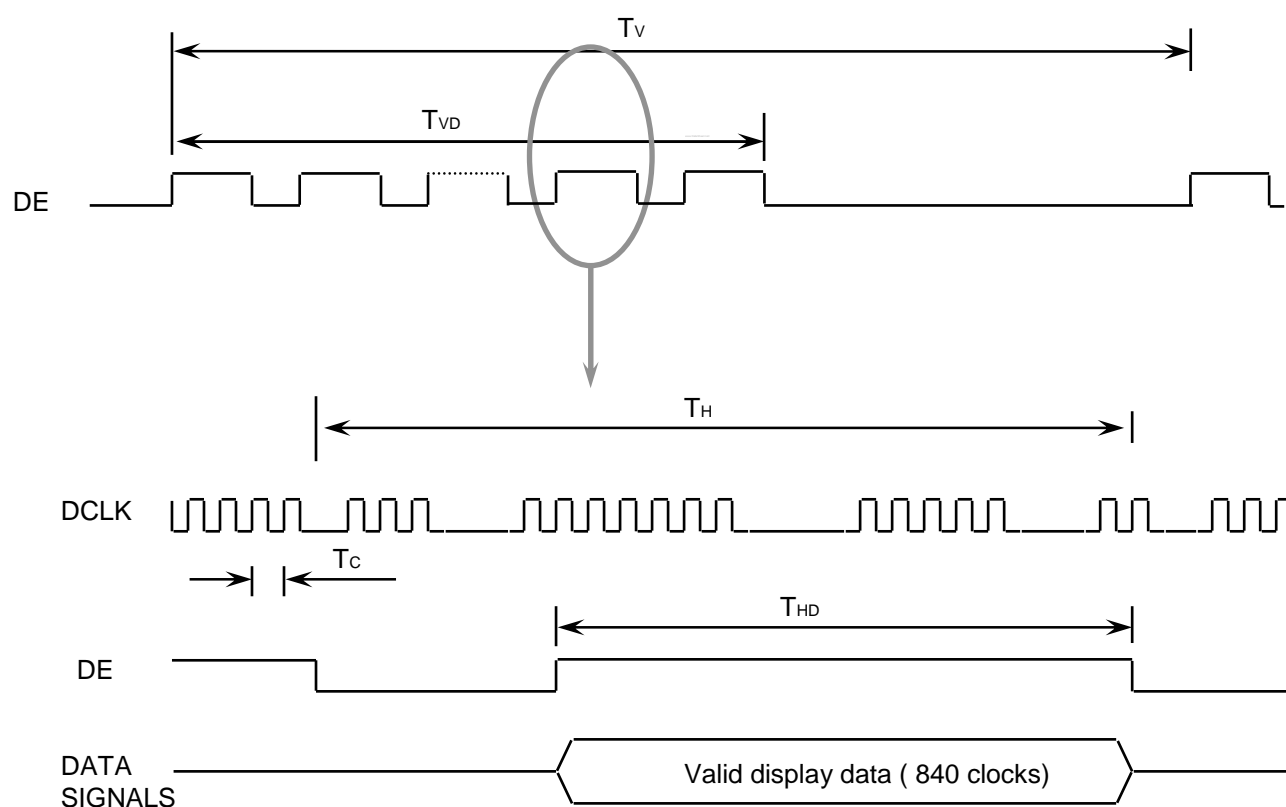 TV
TVD
DE
TH
DCLK
TC
THD
DE
DATA
SIGNALS
Valid display data ( 840 clocks)